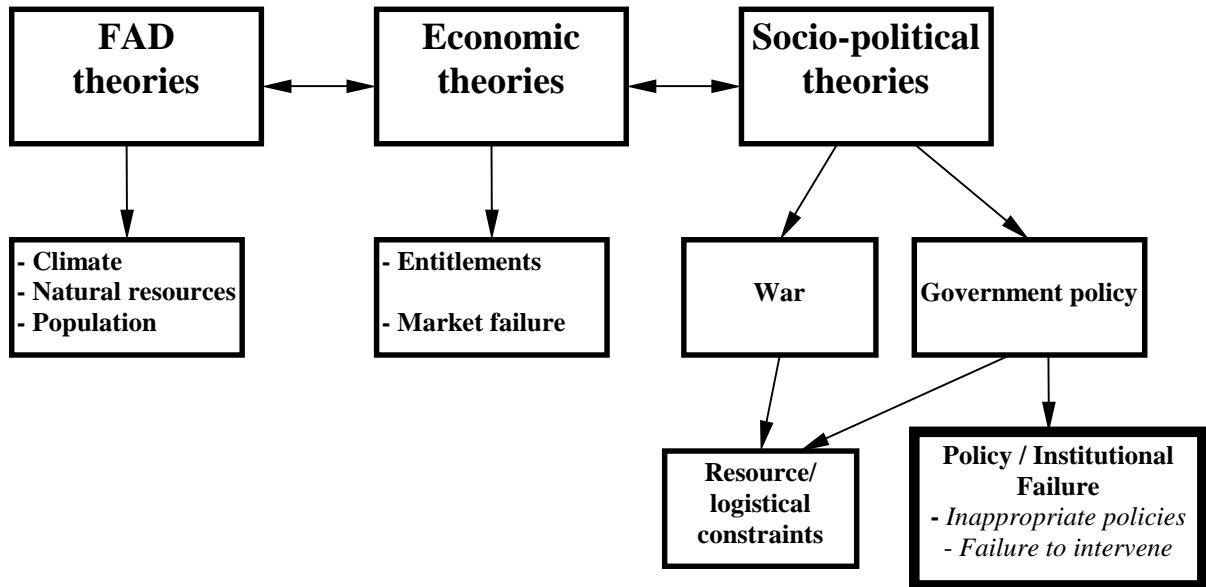 FAD
theories
Economic
theories
Socio-political
theories
- Climate
- Natural resources
- Population
- Entitlements
- Market failure
War
Government policy
Resource/
logistical
constraints
Policy / Institutional
Failure
- Inappropriate policies
- Failure to intervene